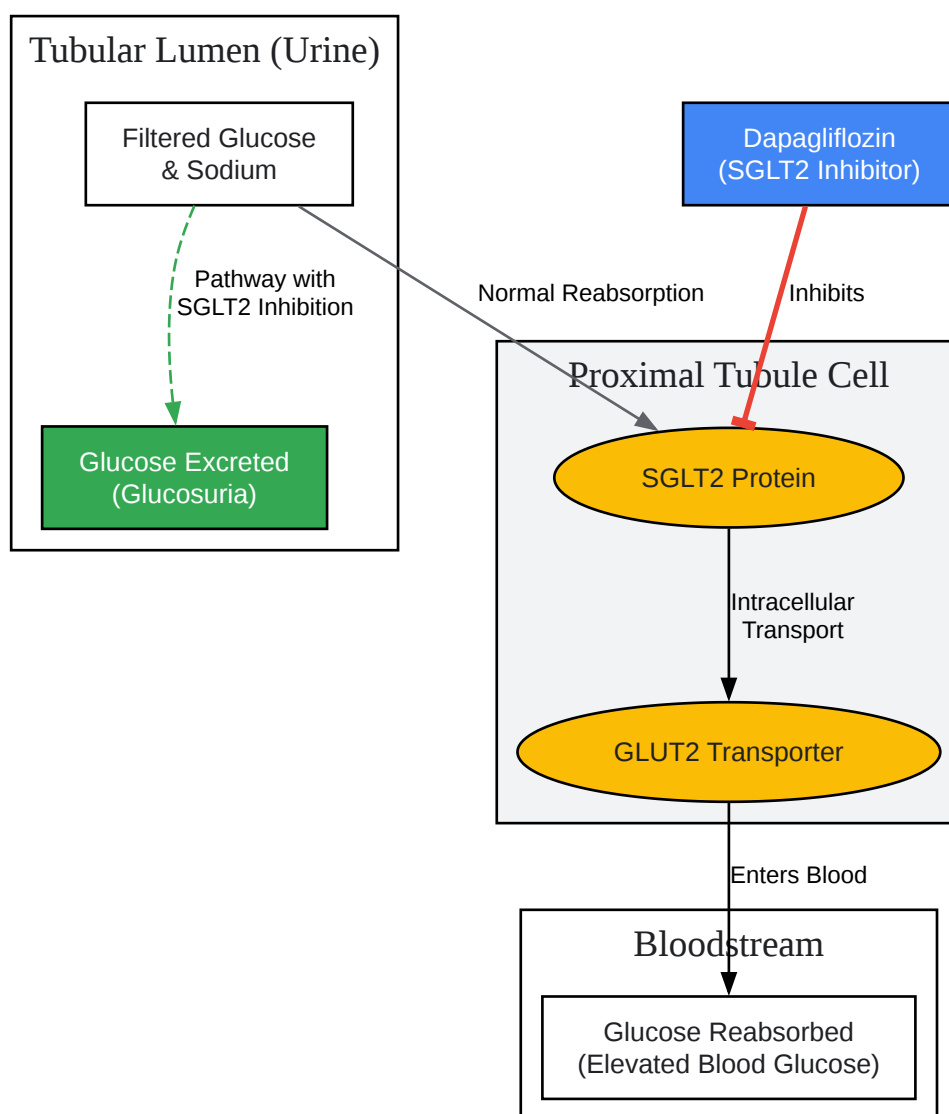 Tubular Lumen (Urine)
Filtered Glucose
& Sodium
Dapagliflozin
(SGLT2 Inhibitor)
Pathway with
SGLT2 Inhibition
Normal Reabsorption
Inhibits
Glucose Excreted
(Glucosuria)
Proximal Tubule Cell
SGLT2 Protein
Intracellular
Transport
GLUT2 Transporter
Enters Blood
Bloodstream
Glucose Reabsorbed
(Elevated Blood Glucose)